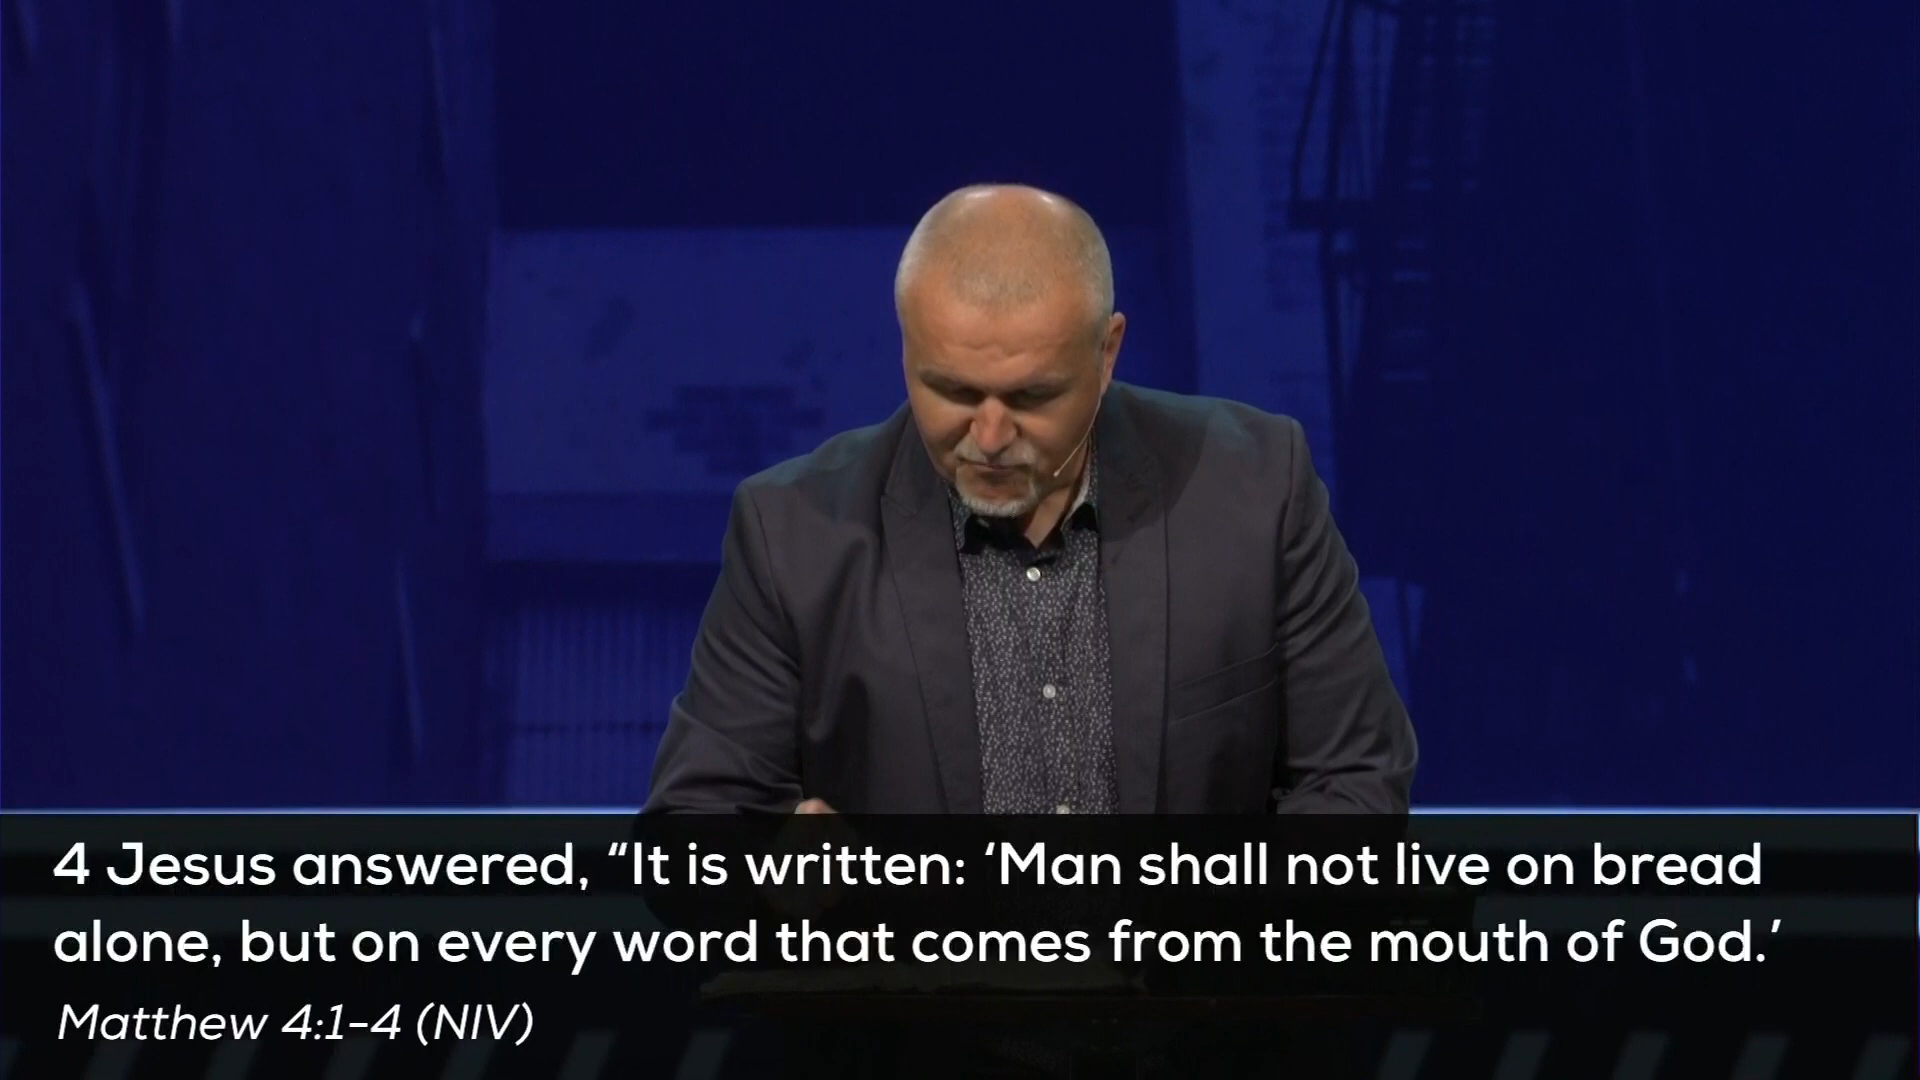 4 Jesus answered, “It is written: ‘Man shall not live on bread
alone, but on every word that comes from the mouth of God.’
Matthew 4:1-4 (NIV)